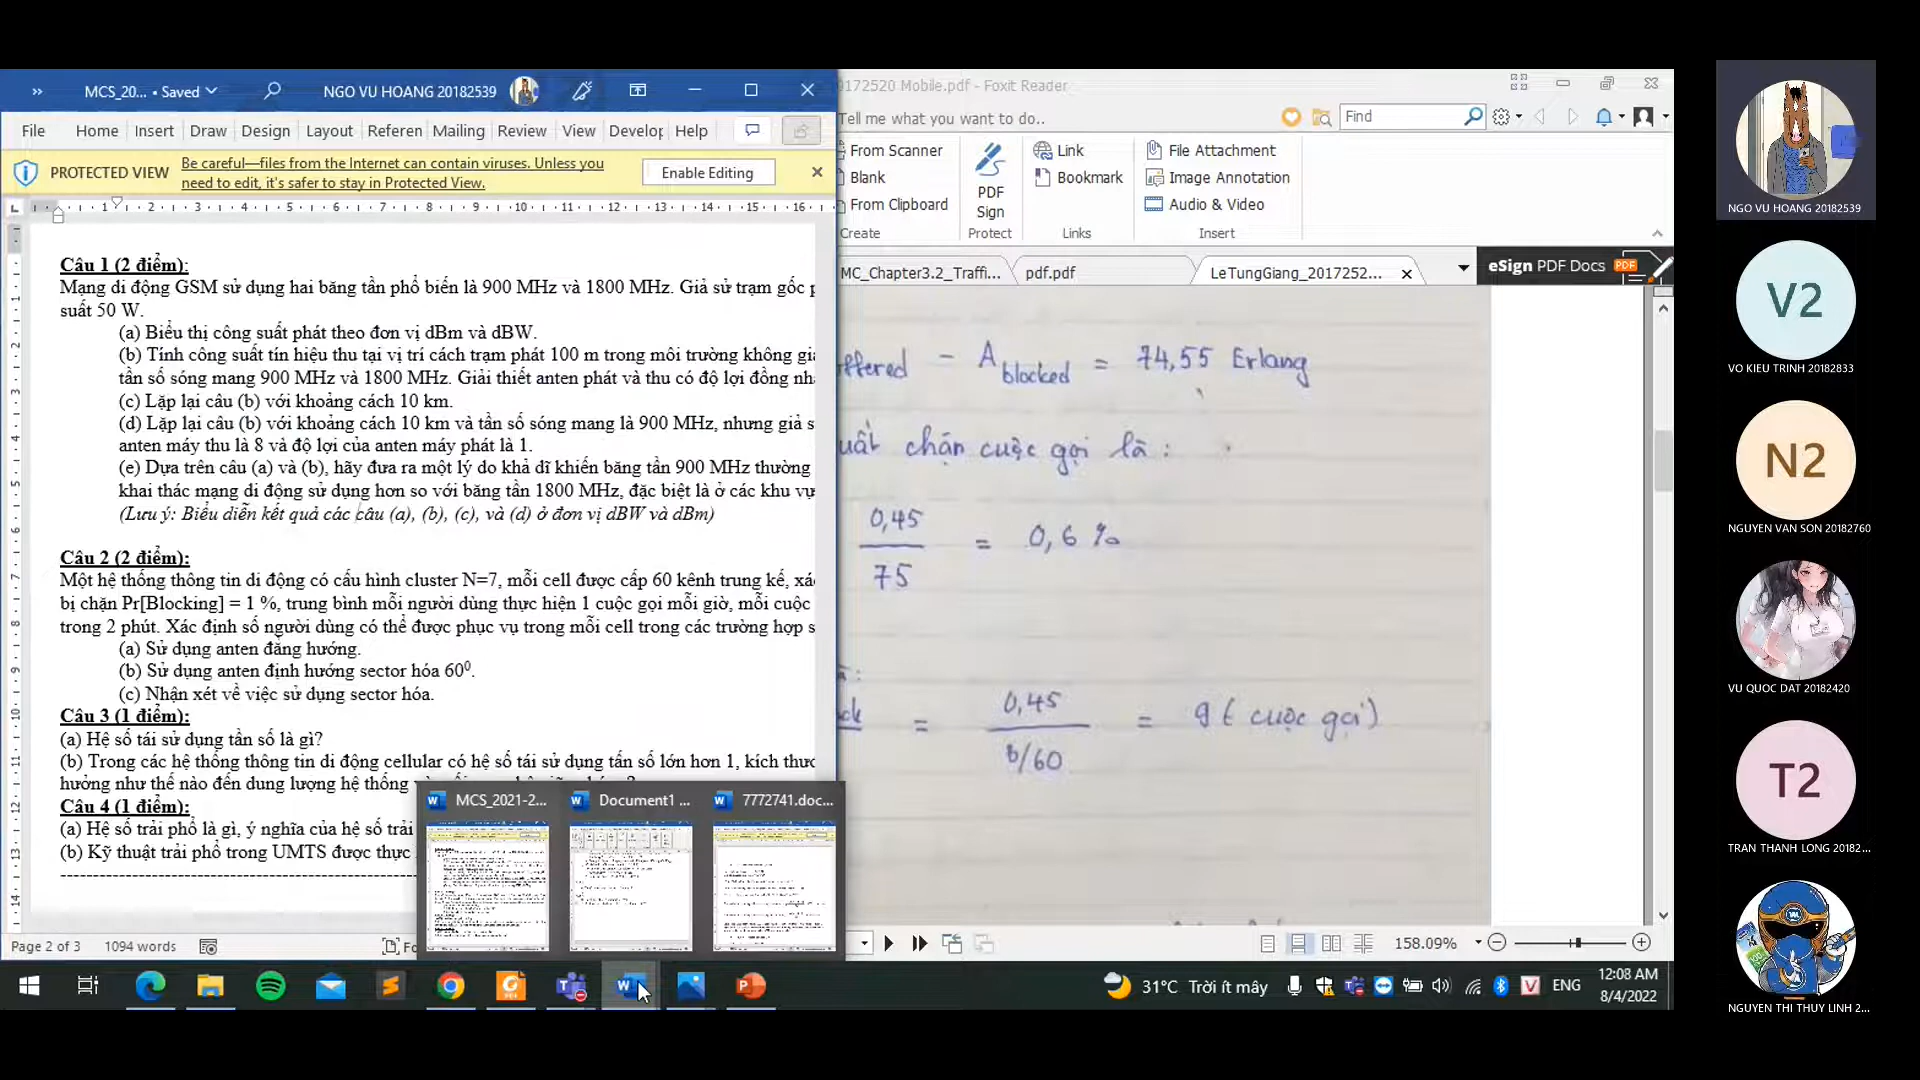 »
MCS_20... • Saved
NGO VU HOANG 20182539
File Home Insert Draw Design Layout Referen Mailing Review View Develop Help
PROTECTED VIEW Be careful—files from the Internet can contain viruses. Unless you need to edit, it's safer to stay in Protected View. Enable Editing
1 2 3 4 5 6 7 8 9 10 11 12 13 14 15 16
Câu 1 (2 điểm):
Mạng di động GSM sử dụng hai băng tần phổ biến là 900 MHz và 1800 MHz. Giả sử trạm gốc
suất 50 W.
(a) Biểu thị công suất phát theo đơn vị dBm và dBW.
(b) Tính công suất tín hiệu thu tại vị trí cách trạm phát 100 m trong môi trường không
tần số sóng mang 900 MHz và 1800 MHz. Giải thiết anten phát và thu có độ lợi đồng
(c) Lặp lại câu (b) với khoảng cách 10 km.
(d) Lặp lại câu (b) với khoảng cách 10 km và tần số sóng mang là 900 MHz, nhưng giả
anten máy thu là 8 và độ lợi của anten máy phát là 1.
(e) Dựa trên câu (a) và (b), hãy đưa ra một lý do khả dĩ khiến băng tần 900 MHz thường
khai thác mạng di động sử dụng hơn so với băng tần 1800 MHz, đặc biệt là ở các khu
(Lưu ý: Biểu diễn kết quả các câu (a), (b), (c), và (d) ở đơn vị dBW và dBm)
Câu 2 (2 điểm):
Một hệ thống thông tin di động có cấu hình cluster N=7, mỗi cell được cấp 60 kênh trung kế,
bị chặn Pr[Blocking] = 1 %, trung bình mỗi người dùng thực hiện 1 cuộc gọi mỗi giờ, mỗi cuộc
trong 2 phút. Xác định số người dùng có thể được phục vụ trong mỗi cell trong các trường hợp
(a) Sử dụng anten đẳng hướng.
(b) Sử dụng anten định hướng sector hóa 60⁰.
(c) Nhận xét về việc sử dụng sector hóa.
Câu 3 (1 điểm):
(a) Hệ số tái sử dụng tần số là gì?
(b) Trong các hệ thống thông tin di động cellular có hệ số tái sử dụng tần số lớn hơn 1, kích
hưởng như thế nào đến dung lượng hệ thống
Câu 4 (1 điểm):
(a) Hệ số trải phổ là gì, ý nghĩa của hệ số trải
(b) Kỹ thuật trải phổ trong UMTS được thực
Page 2 of 3 1094 words
MCS_2021-2... Document1 ... 7772741.doc...
0172520 Mobile.pdf - Foxit Reader
Tell me what you want to do..
Find
From Scanner
Blank
From Clipboard
Create
PDF Sign
Protect
Link
Bookmark
Links
File Attachment
Image Annotation
Audio & Video
Insert
MC_Chapter3.2_Traffi... pdf.pdf LeTungGiang_2017252...
eSign PDF Docs PDF
offered - A blocked = 74,55 Erlang
chặn cuộc gọi là :
0,45
= 0,6 %
75
0,45
= 9 ( cuộc gọi )
/60
158.09%
31°C Trời ít mây
ENG
12:08 AM
8/4/2022
NGO VU HOANG 20182539
V2
VO KIEU TRINH 20182833
N2
NGUYEN VAN SON 20182760
VU QUOC DAT 20182420
T2
TRAN THANH LONG 20182...
NGUYEN THI THUY LINH 2...